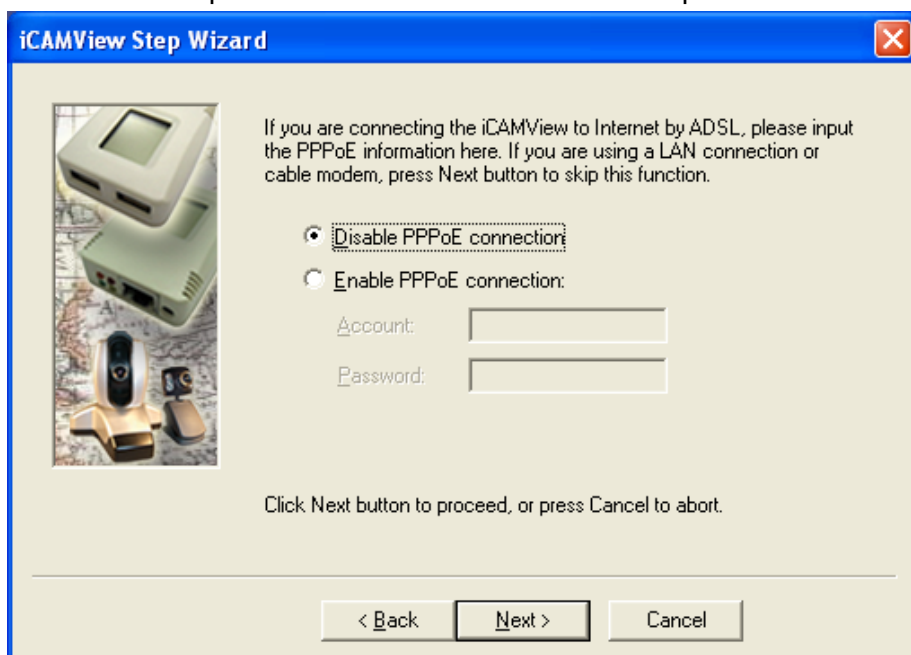 iCAMView Step Wizard
If you are connecting the iCAMView to Internet by ADSL, please input
the PPPoE information here. If you are using a LAN connection or
cable modem, press Next button to skip this function.
Disable PPPoE connection
Enable PPPoE connection:
Account:
Password:
Click Next button to proceed, or press Cancel to abort.
< Back
Next >
Cancel